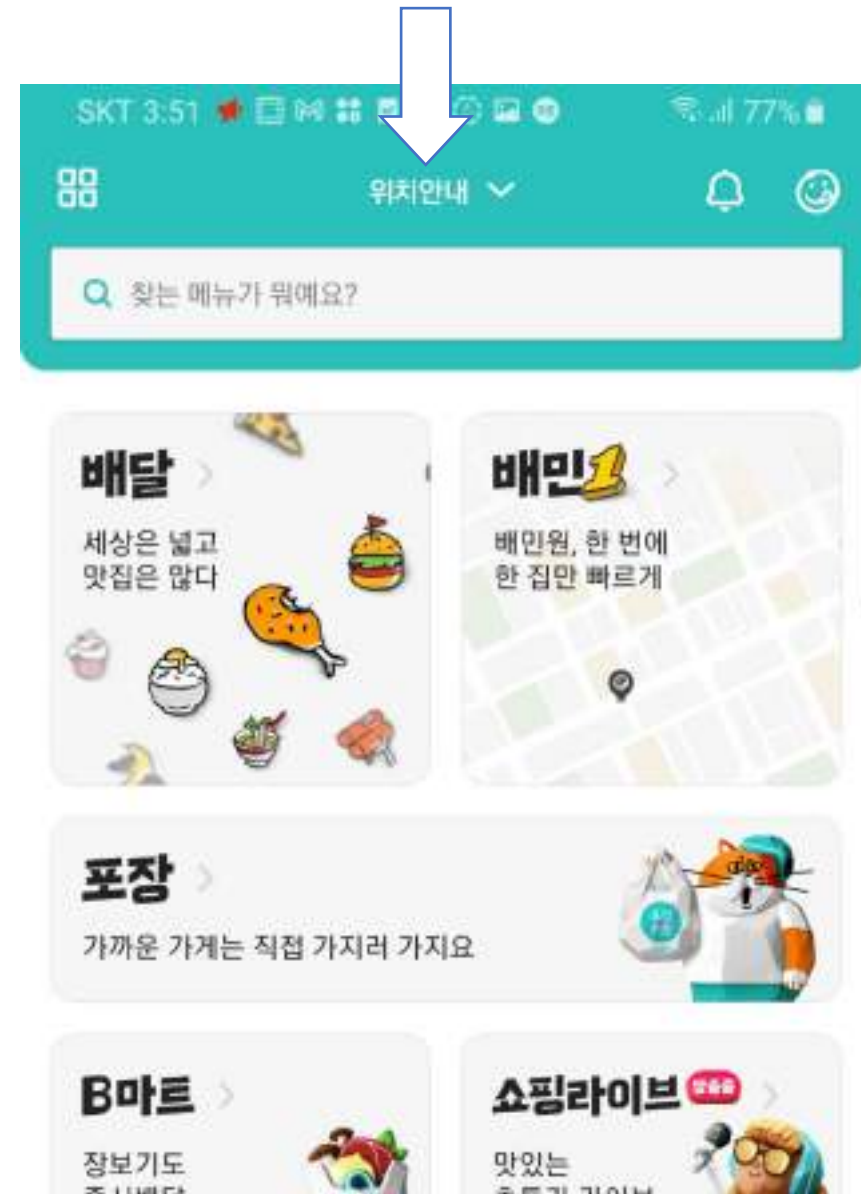 SKT 3:51 77%
위치안내
찾는 메뉴가 뭐예요?
배달
세상은 넓고
맛집은 많다
배민1
배민원, 한 번에
한 집만 빠르게
포장
가까운 가게는 직접 가지러 가지요
B마트
장보기도
쇼핑라이브
맛있는